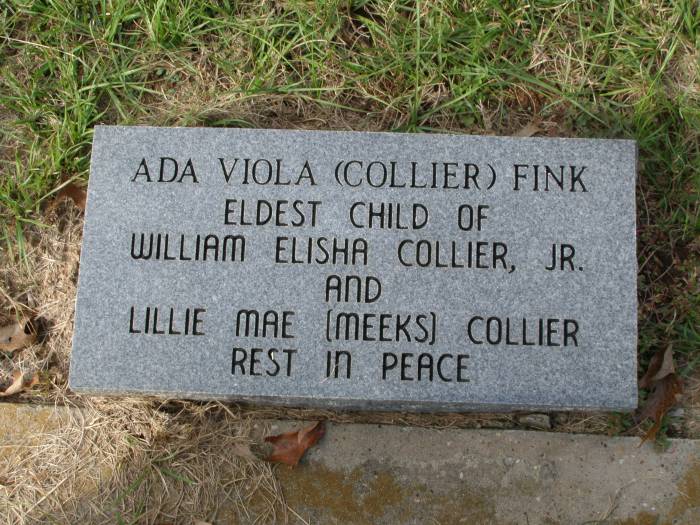 ADA VIOLA (COLLIER) FINK
ELDEST CHILD OF
WILLIAM ELISHA COLLIER, JR.
AND
LILLIE MAE (MEEKS) COLLIER
REST IN PEACE